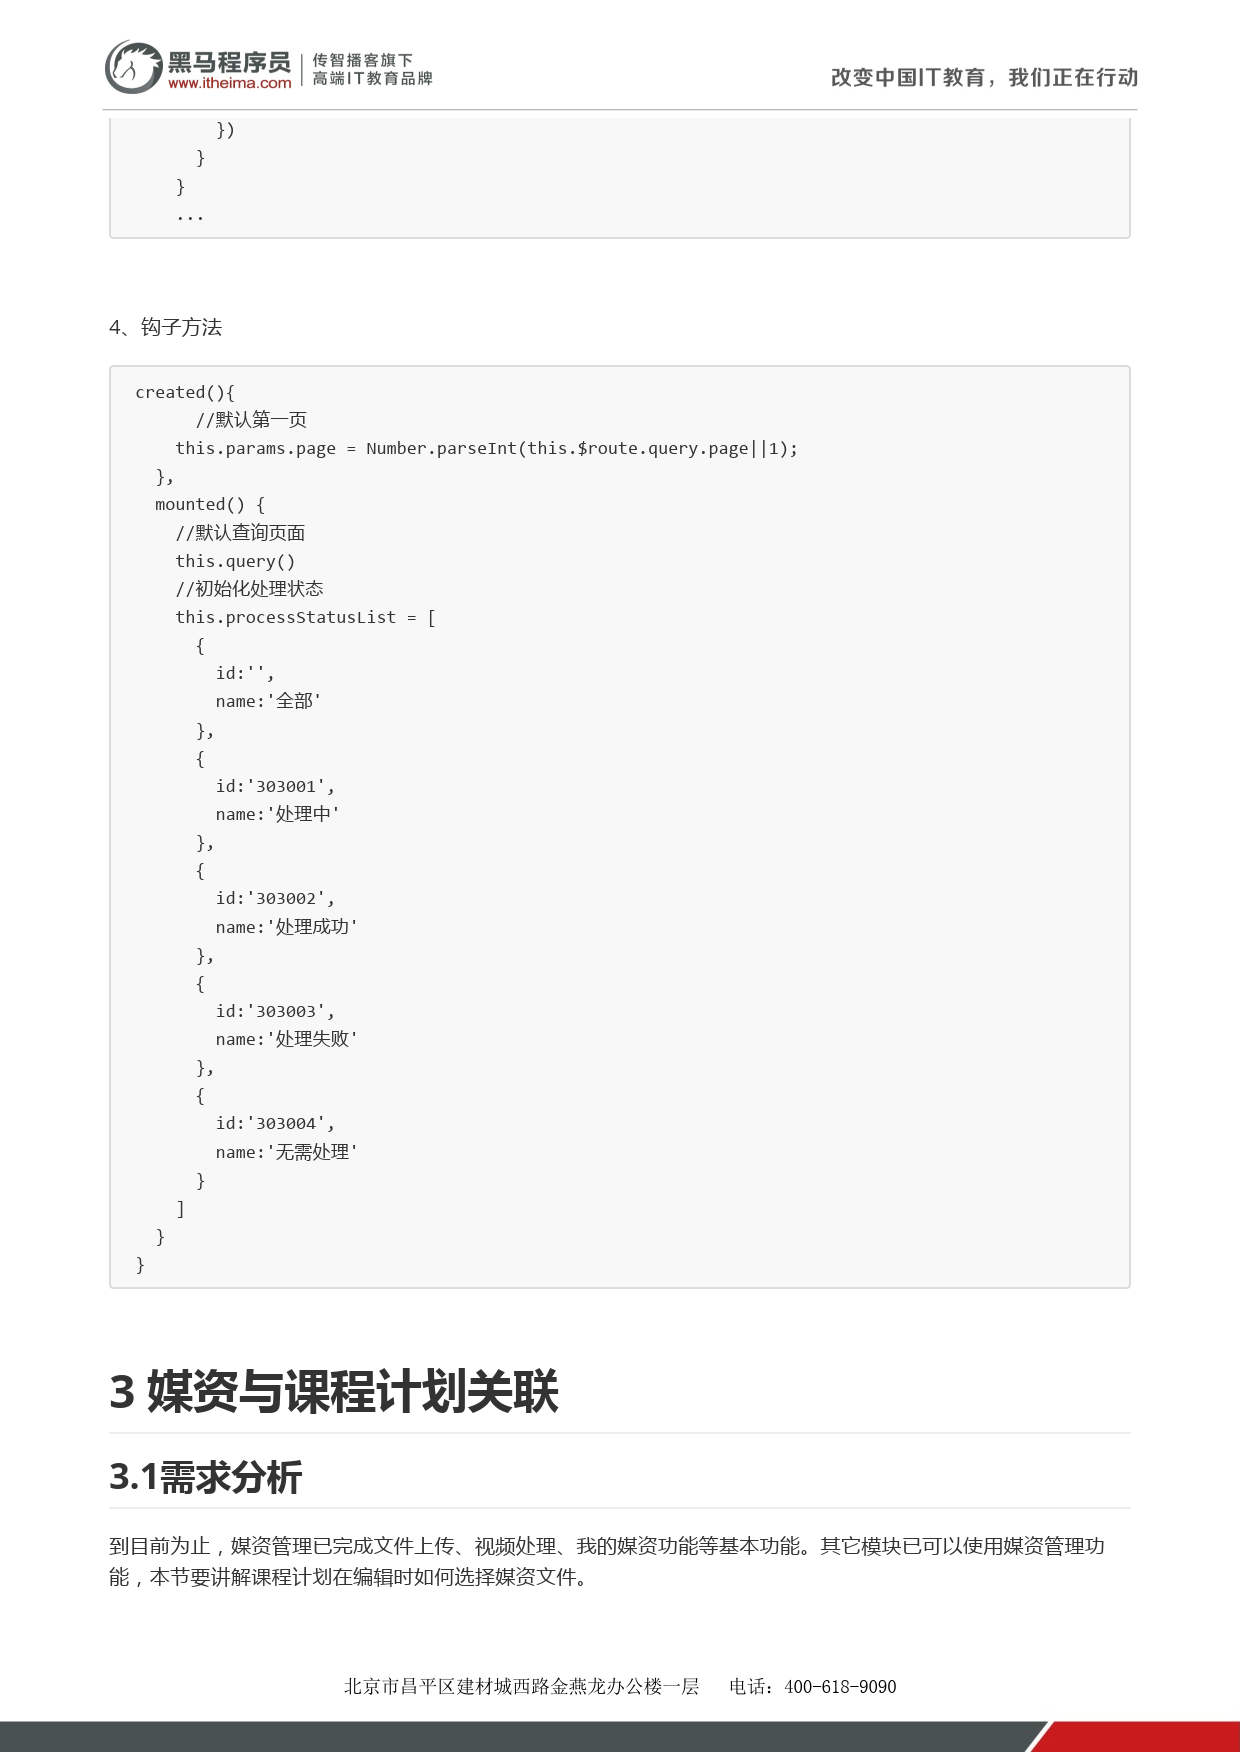 黑马程序员
www.itheima.com
传智播客旗下
高端IT教育品牌
改变中国IT教育，我们正在行动
        })
      }
    }
    ...
4、钩子方法
created(){
      //默认第一页
    this.params.page = Number.parseInt(this.$route.query.page||1);
  },
  mounted() {
    //默认查询页面
    this.query()
    //初始化处理状态
    this.processStatusList = [
      {
        id:'',
        name:'全部'
      },
      {
        id:'303001',
        name:'处理中'
      },
      {
        id:'303002',
        name:'处理成功'
      },
      {
        id:'303003',
        name:'处理失败'
      },
      {
        id:'303004',
        name:'无需处理'
      }
    ]
  }
}
3 媒资与课程计划关联
3.1需求分析
到目前为止，媒资管理已完成文件上传、视频处理、我的媒资功能等基本功能。其它模块已可以使用媒资管理功
能，本节要讲解课程计划在编辑时如何选择媒资文件。
北京市昌平区建材城西路金燕龙办公楼一层 电话：400-618-9090